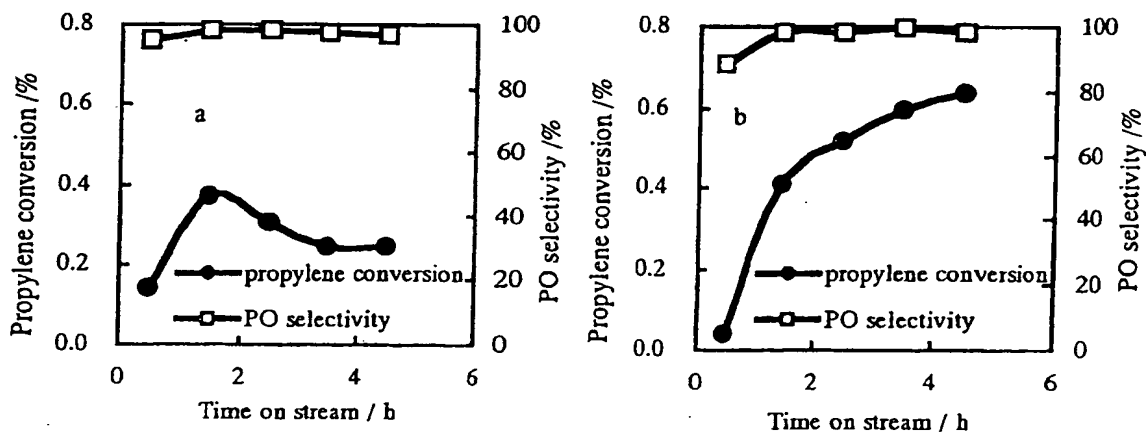 0.8
0.6
0.4
0.2
0.0
Propylene conversion /%
a
propylene conversion
PO selectivity
100
80
60
40
20
0
PO selectivity /%
0 2 4 6
Time on stream / h
0.8
0.6
0.4
0.2
0.0
Propylene conversion /%
b
propylene conversion
PO selectivity
100
80
60
40
20
0
PO selectivity /%
0 2 4 6
Time on stream / h